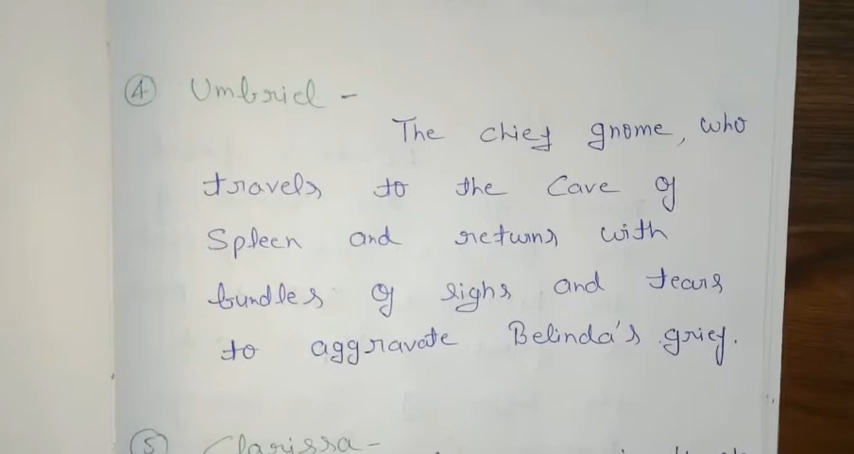 ④ Umbriel -
The chief gnome, who
travels to the Cave of
Spleen and returns with
bundles of sighs and tears
to aggravate Belinda's grief.
⑤ Clarissa -